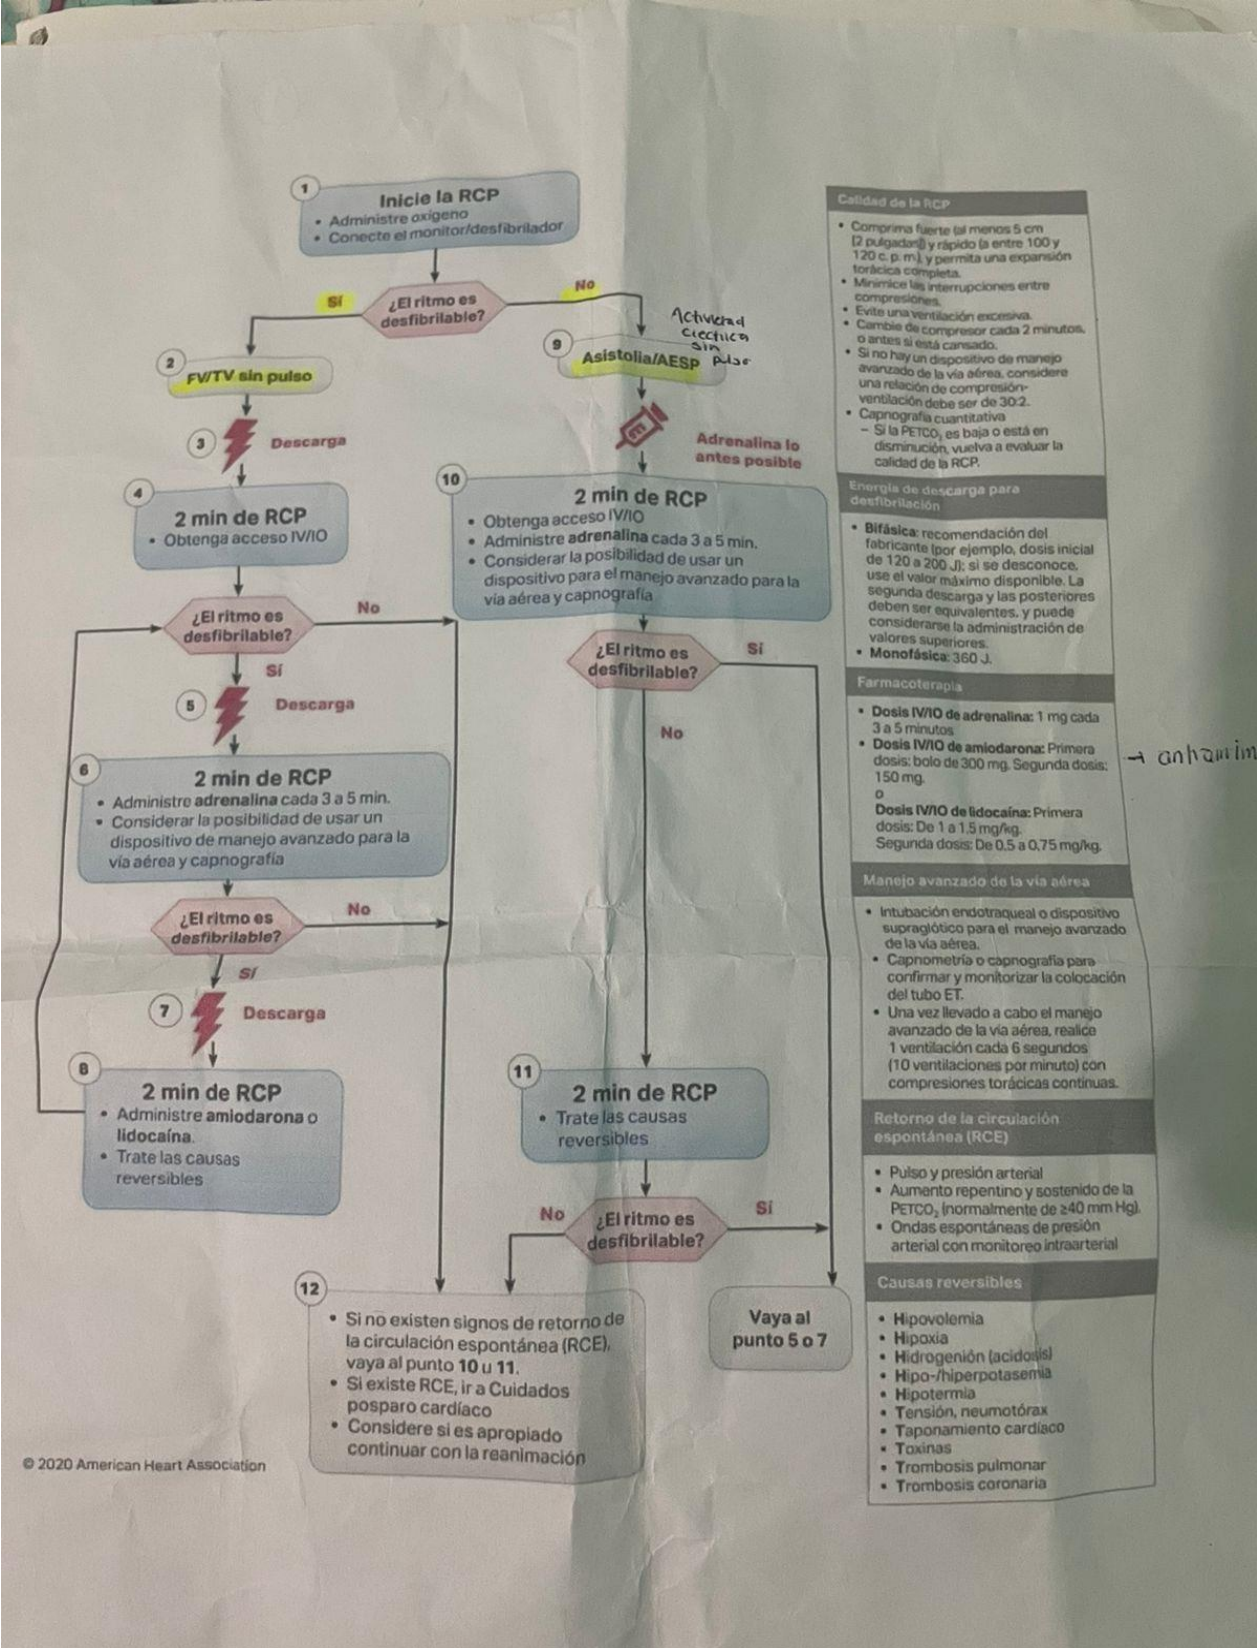 1
Inicie la RCP
• Administre oxígeno
• Conecte el monitor/desfibrilador
¿El ritmo es
desfibrilable?
Sí
No
2
FV/TV sin pulso
3
Descarga
4
2 min de RCP
• Obtenga acceso IV/IO
¿El ritmo es
desfibrilable?
No
Sí
5
Descarga
6
2 min de RCP
• Administre adrenalina cada 3 a 5 min.
• Considerar la posibilidad de usar un
dispositivo de manejo avanzado para la
vía aérea y capnografía
¿El ritmo es
desfibrilable?
No
Sí
7
Descarga
8
2 min de RCP
• Administre amiodarona o
lidocaína.
• Trate las causas
reversibles
Actividad
electrica
sin
pulso
9
Asistolia/AESP
Adrenalina lo
antes posible
10
2 min de RCP
• Obtenga acceso IV/IO
• Administre adrenalina cada 3 a 5 min.
• Considerar la posibilidad de usar un
dispositivo para el manejo avanzado para la
vía aérea y capnografía
¿El ritmo es
desfibrilable?
Sí
No
11
2 min de RCP
• Trate las causas
reversibles
¿El ritmo es
desfibrilable?
No
Sí
12
• Si no existen signos de retorno de
la circulación espontánea (RCE),
vaya al punto 10 u 11.
• Si existe RCE, ir a Cuidados
posparo cardíaco
• Considere si es apropiado
continuar con la reanimación
Vaya al
punto 5 o 7
© 2020 American Heart Association
Calidad de la RCP
• Comprima fuerte (al menos 5 cm
[2 pulgadas]) y rápido (a entre 100 y
120 c. p. m.) y permita una expansión
torácica completa.
• Minimice las interrupciones entre
compresiones.
• Evite una ventilación excesiva.
• Cambie de compresor cada 2 minutos,
o antes si está cansado.
• Si no hay un dispositivo de manejo
avanzado de la vía aérea, considere
una relación de compresión-
ventilación debe ser de 30:2.
• Capnografía cuantitativa
– Si la PETCO₂ es baja o está en
disminución, vuelva a evaluar la
calidad de la RCP.
Energía de descarga para
desfibrilación
• Bifásica: recomendación del
fabricante (por ejemplo, dosis inicial
de 120 a 200 J); si se desconoce,
use el valor máximo disponible. La
segunda descarga y las posteriores
deben ser equivalentes, y puede
considerarse la administración de
valores superiores.
• Monofásica: 360 J.
Farmacoterapia
• Dosis IV/IO de adrenalina: 1 mg cada
3 a 5 minutos
• Dosis IV/IO de amiodarona: Primera
dosis: bolo de 300 mg. Segunda dosis:
150 mg.
o
Dosis IV/IO de lidocaína: Primera
dosis: De 1 a 1,5 mg/kg.
Segunda dosis: De 0,5 a 0,75 mg/kg.
Manejo avanzado de la vía aérea
• Intubación endotraqueal o dispositivo
supraglótico para el manejo avanzado
de la vía aérea.
• Capnometría o capnografía para
confirmar y monitorizar la colocación
del tubo ET.
• Una vez llevado a cabo el manejo
avanzado de la vía aérea, realice
1 ventilación cada 6 segundos
(10 ventilaciones por minuto) con
compresiones torácicas continuas.
Retorno de la circulación
espontánea (RCE)
• Pulso y presión arterial
• Aumento repentino y sostenido de la
PETCO₂ (normalmente de ≥40 mm Hg).
• Ondas espontáneas de presión
arterial con monitoreo intraarterial
Causas reversibles
• Hipovolemia
• Hipoxia
• Hidrogenión (acidosis)
• Hipo-/hiperpotasemia
• Hipotermia
• Tensión, neumotórax
• Taponamiento cardíaco
• Toxinas
• Trombosis pulmonar
• Trombosis coronaria